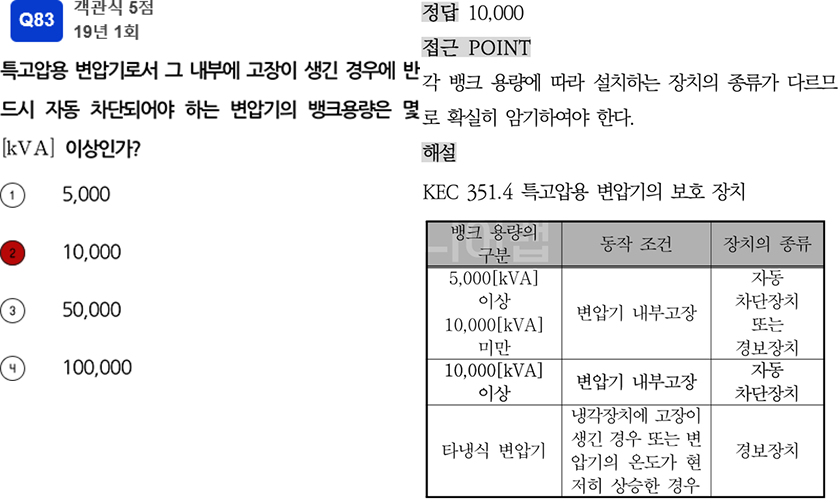 Q83
객관식 5점
19년 1회
특고압용 변압기로서 그 내부에 고장이 생긴 경우에 반
드시 자동 차단되어야 하는 변압기의 뱅크용량은 몇
[kVA] 이상인가?
1 5,000
2 10,000
3 50,000
4 100,000
정답 10,000
접근 POINT
각 뱅크 용량에 따라 설치하는 장치의 종류가 다르므
로 확실히 암기하여야 한다.
해설
KEC 351.4 특고압용 변압기의 보호 장치
뱅크 용량의
구분
동작 조건
장치의 종류
5,000[kVA]
이상
10,000[kVA]
미만
변압기 내부고장
자동
차단장치
또는
경보장치
10,000[kVA]
이상
변압기 내부고장
자동
차단장치
타냉식 변압기
냉각장치에 고장이
생긴 경우 또는 변
압기의 온도가 현
저히 상승한 경우
경보장치